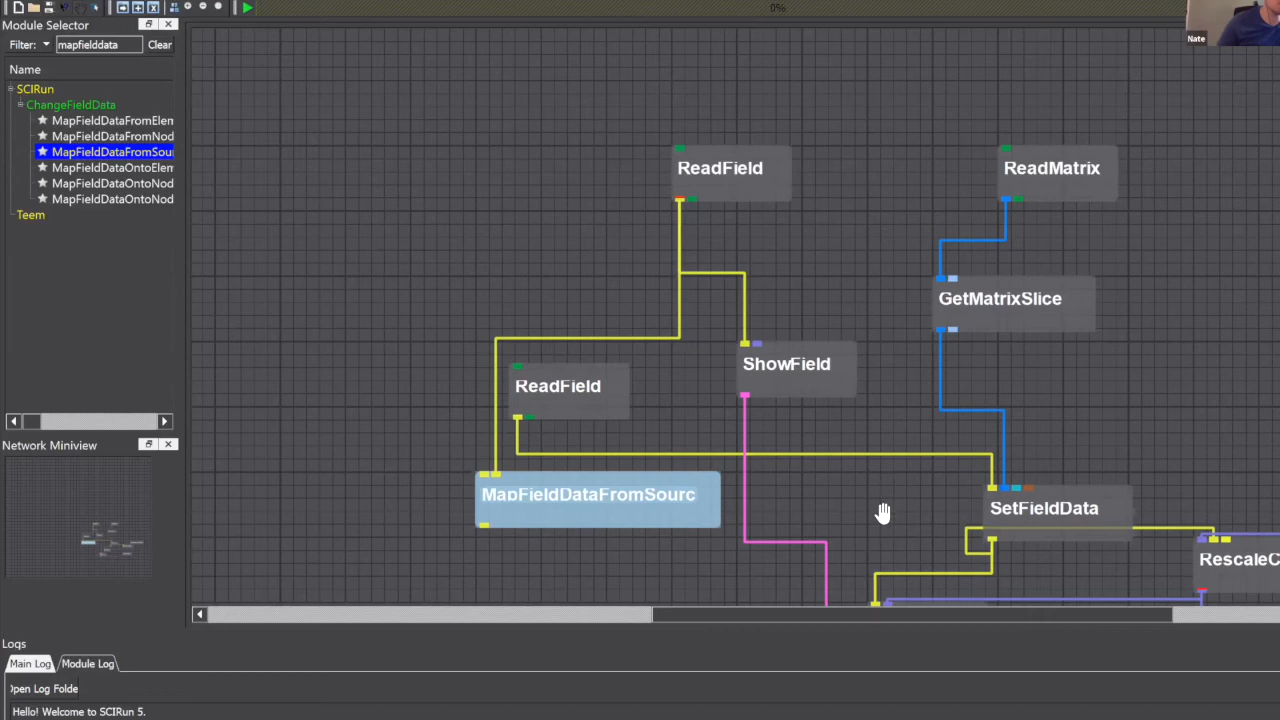 0%
Module Selector
Nate
Filter:
mapfielddata
Clear
Name
SCIRun
ChangeFieldData
MapFieldDataFromElem
MapFieldDataFromNod
MapFieldDataFromSour
MapFieldDataOntoElem
MapFieldDataOntoNod
MapFieldDataOntoNod
Teem
ReadField
ReadMatrix
GetMatrixSlice
ShowField
ReadField
Network Miniview
MapFieldDataFromSourc
SetFieldData
RescaleC
Logs
Main Log
Module Log
Open Log Folde
Hello! Welcome to SCIRun 5.